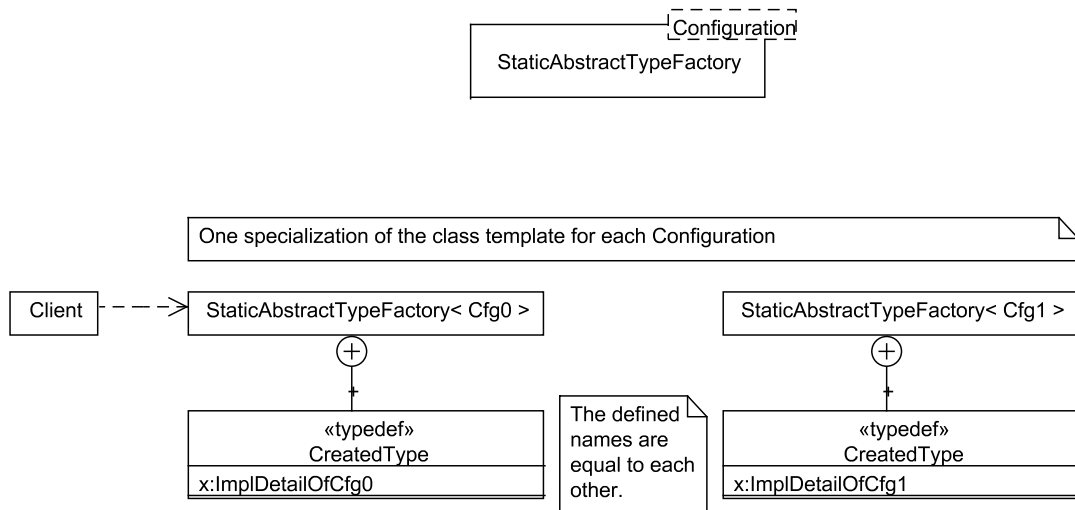 Configuration
StaticAbstractTypeFactory
One specialization of the class template for each Configuration
Client
StaticAbstractTypeFactory< Cfg0 >
StaticAbstractTypeFactory< Cfg1 >
+
+
«typedef»
CreatedType
x:ImplDetailOfCfg0
The defined
names are
equal to each
other.
«typedef»
CreatedType
x:ImplDetailOfCfg1